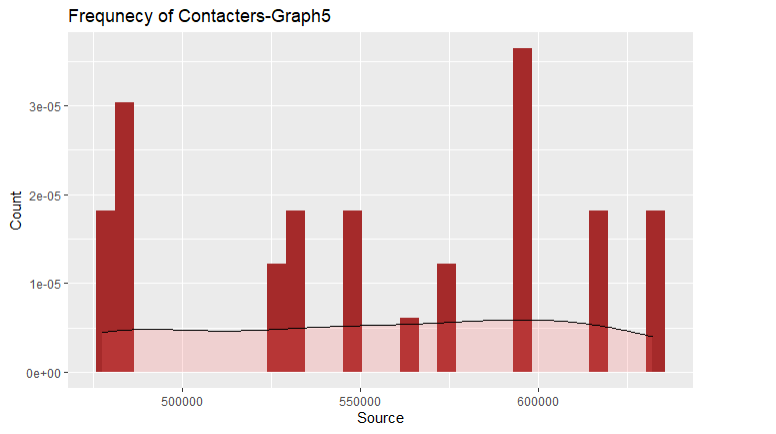 Frequnecy of Contacters-Graph5
Count
3e-05
2e-05
1e-05
0e+00
500000 550000 600000
Source